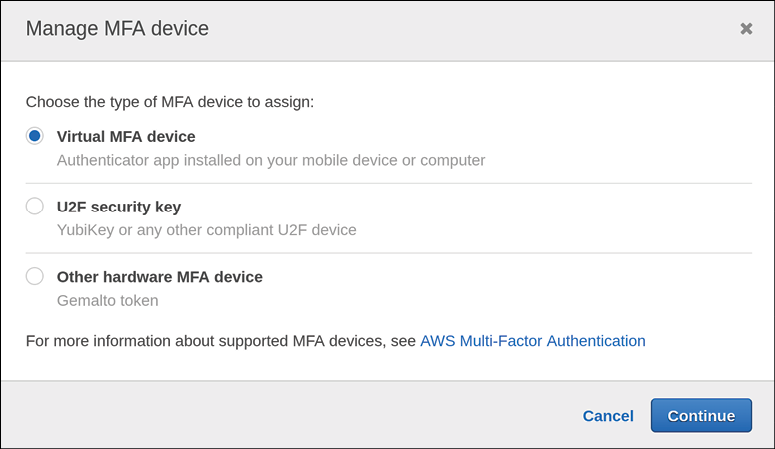 Manage MFA device
Choose the type of MFA device to assign:
Virtual MFA device
Authenticator app installed on your mobile device or computer
U2F security key
YubiKey or any other compliant U2F device
Other hardware MFA device
Gemalto token
For more information about supported MFA devices, see AWS Multi-Factor Authentication
Cancel Continue